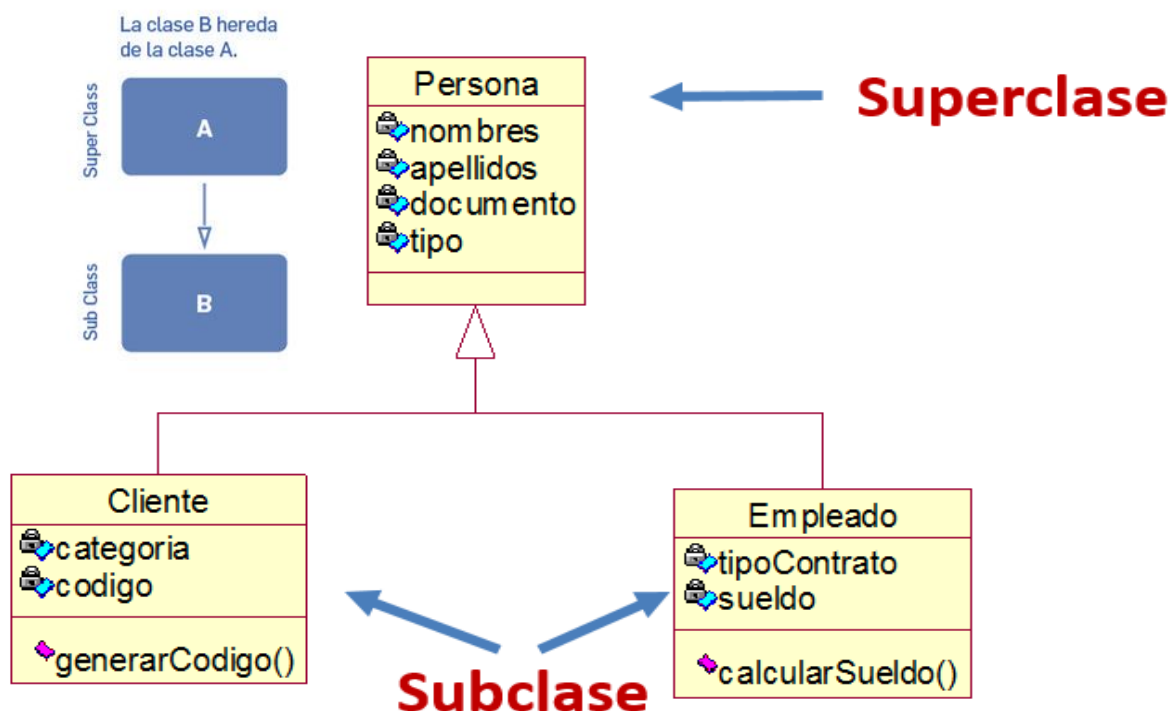 La clase B hereda
de la clase A.
Super Class
A
Sub Class
B
Persona
nombres
apellidos
documento
tipo
Superclase
Cliente
categoria
codigo
generarCodigo()
Empleado
tipoContrato
sueldo
calcularSueldo()
Subclase